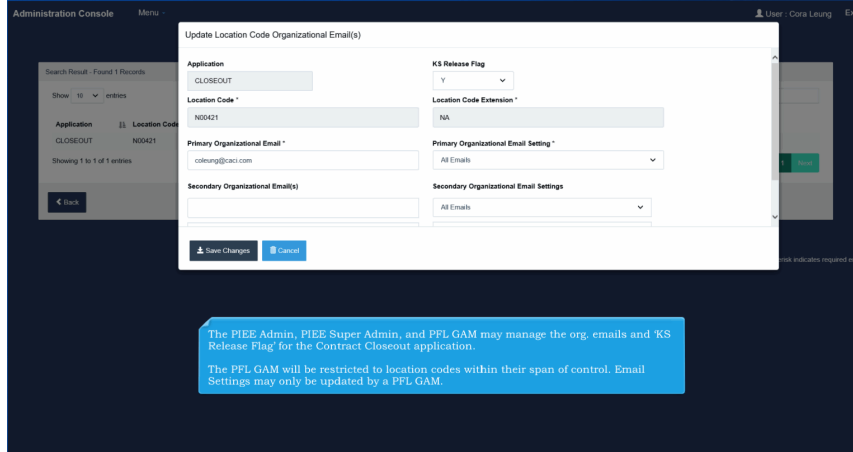 Administration Console Menu User : Cora Leung
Update Location Code Organizational Email(s)
Application KS Release Flag
CLOSEOUT Y
Location Code * Location Code Extension *
N00421 NA
Primary Organizational Email * Primary Organizational Email Setting *
coleung@caci.com All Emails
Secondary Organizational Email(s) Secondary Organizational Email Settings
All Emails
Save Changes Cancel
Search Result - Found 1 Records
Show 10 entries
Application Location Code
CLOSEOUT N00421
Showing 1 to 1 of 1 entries 1 Next
Back
risk indicates required
The PIEE Admin, PIEE Super Admin, and PFL GAM may manage the org. emails and ‘KS
Release Flag’ for the Contract Closeout application.
The PFL GAM will be restricted to location codes within their span of control. Email
Settings may only be updated by a PFL GAM.